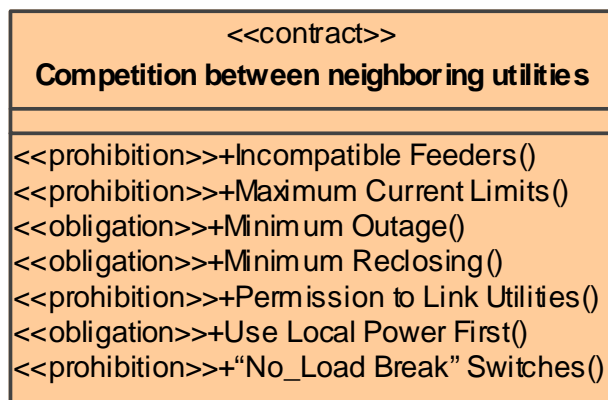 <<contract>>
Competition between neighboring utilities
<<prohibition>>+Incompatible Feeders()
<<prohibition>>+Maximum Current Limits()
<<obligation>>+Minimum Outage()
<<obligation>>+Minimum Reclosing()
<<prohibition>>+Permission to Link Utilities()
<<obligation>>+Use Local Power First()
<<prohibition>>+“No_Load Break” Switches()